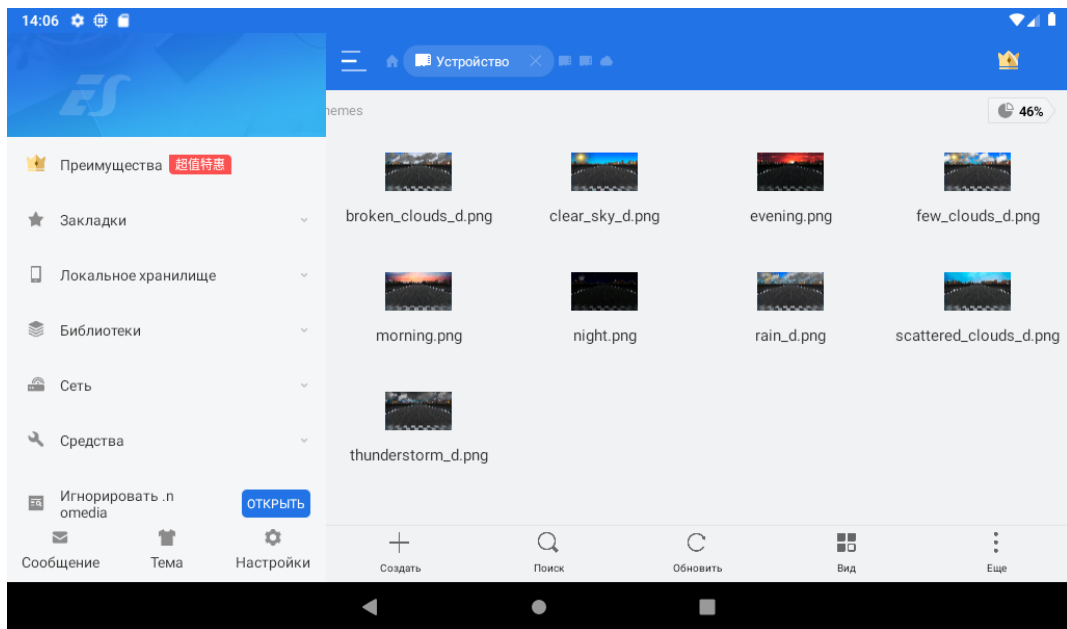 14:06
ES
Устройство
hemes
46%
Преимущества 超值特惠
Закладки
Локальное хранилище
Библиотеки
Сеть
Средства
Игнорировать .n
omedia
ОТКРЫТЬ
Сообщение
Тема
Настройки
broken_clouds_d.png
clear_sky_d.png
evening.png
few_clouds_d.png
morning.png
night.png
rain_d.png
scattered_clouds_d.png
thunderstorm_d.png
Создать
Поиск
Обновить
Вид
Еще